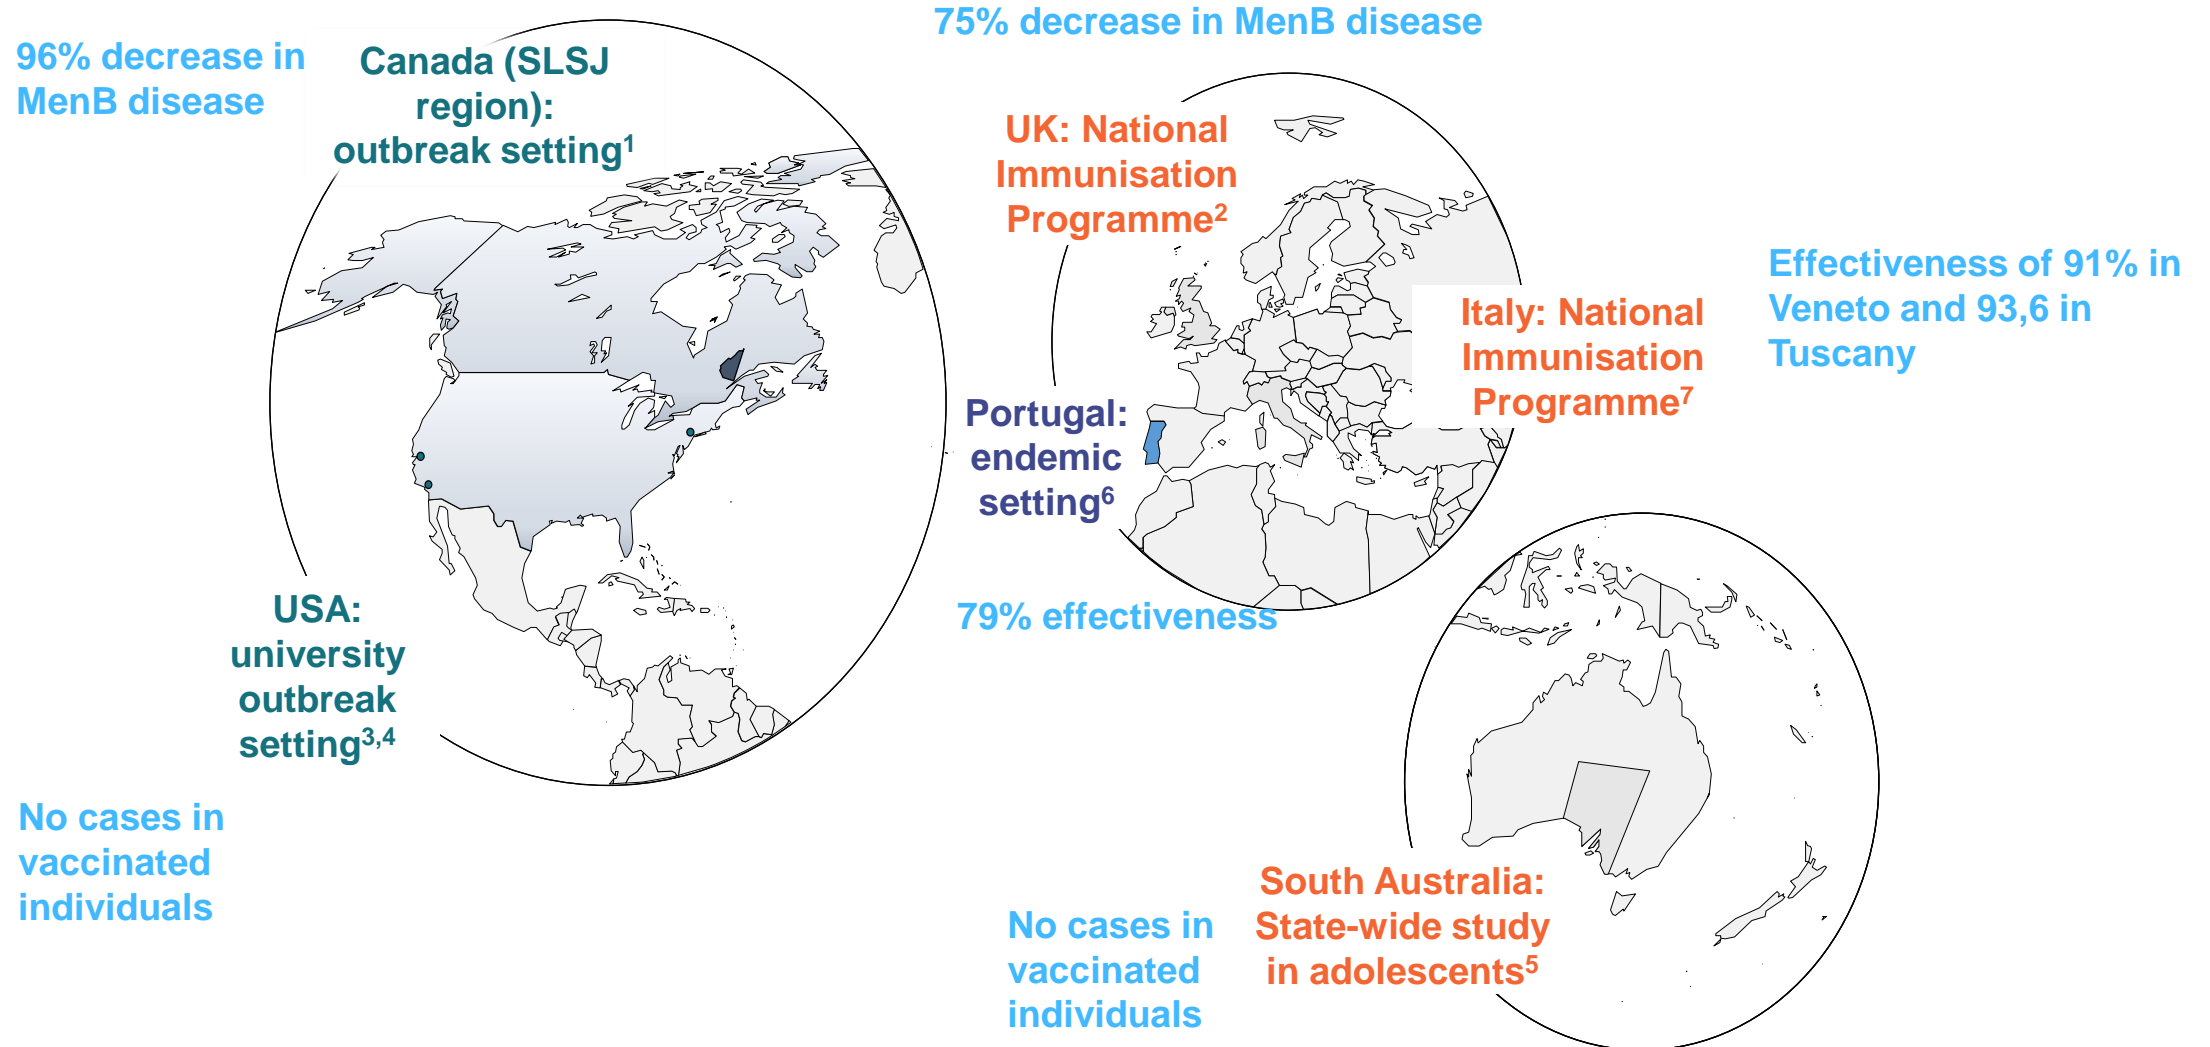 96% decrease in
MenB disease
Canada (SLSJ
region):
outbreak setting1
75% decrease in MenB disease
UK: National
Immunisation
Programme2
Effectiveness of 91% in
Veneto and 93,6 in
Tuscany
Italy: National
Immunisation
Programme7
Portugal:
endemic
setting6
79% effectiveness
USA:
university
outbreak
setting3,4
No cases in
vaccinated
individuals
South Australia:
State-wide study
in adolescents5
No cases in
vaccinated
individuals